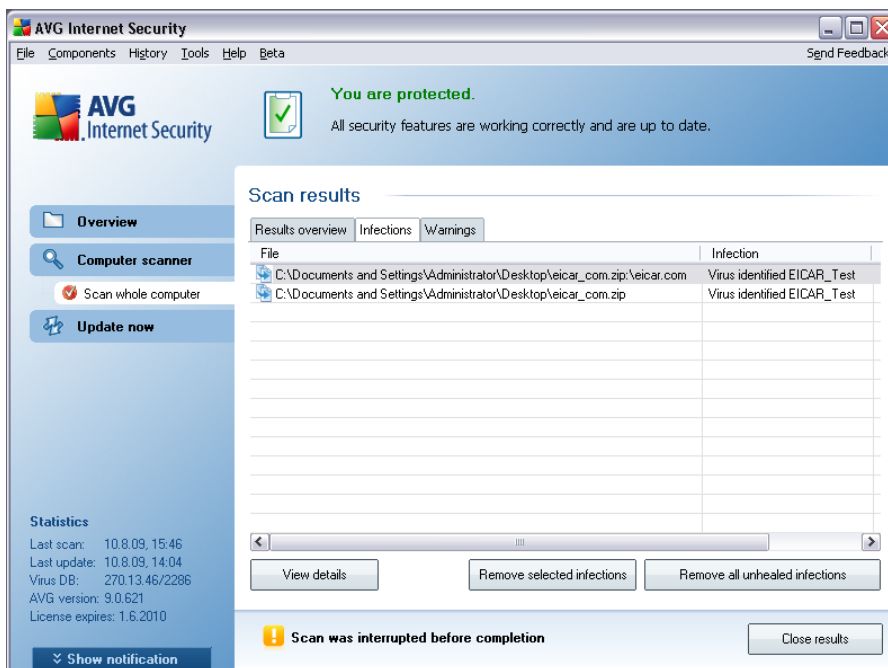 AVG Internet Security
File Components History Tools Help Beta Send Feedback
AVG
Internet Security
You are protected.
All security features are working correctly and are up to date.
Overview
Computer scanner
Scan whole computer
Update now
Scan results
Results overview Infections Warnings
File Infection
C:\Documents and Settings\Administrator\Desktop\eicar_com.zip:\eicar.com Virus identified EICAR_Test
C:\Documents and Settings\Administrator\Desktop\eicar_com.zip Virus identified EICAR_Test
View details Remove selected infections Remove all unhealed infections
Statistics
Last scan: 10.8.09, 15:46
Last update: 10.8.09, 14:04
Virus DB: 270.13.46/2286
AVG version: 9.0.621
License expires: 1.6.2010
Show notification
Scan was interrupted before completion
Close results